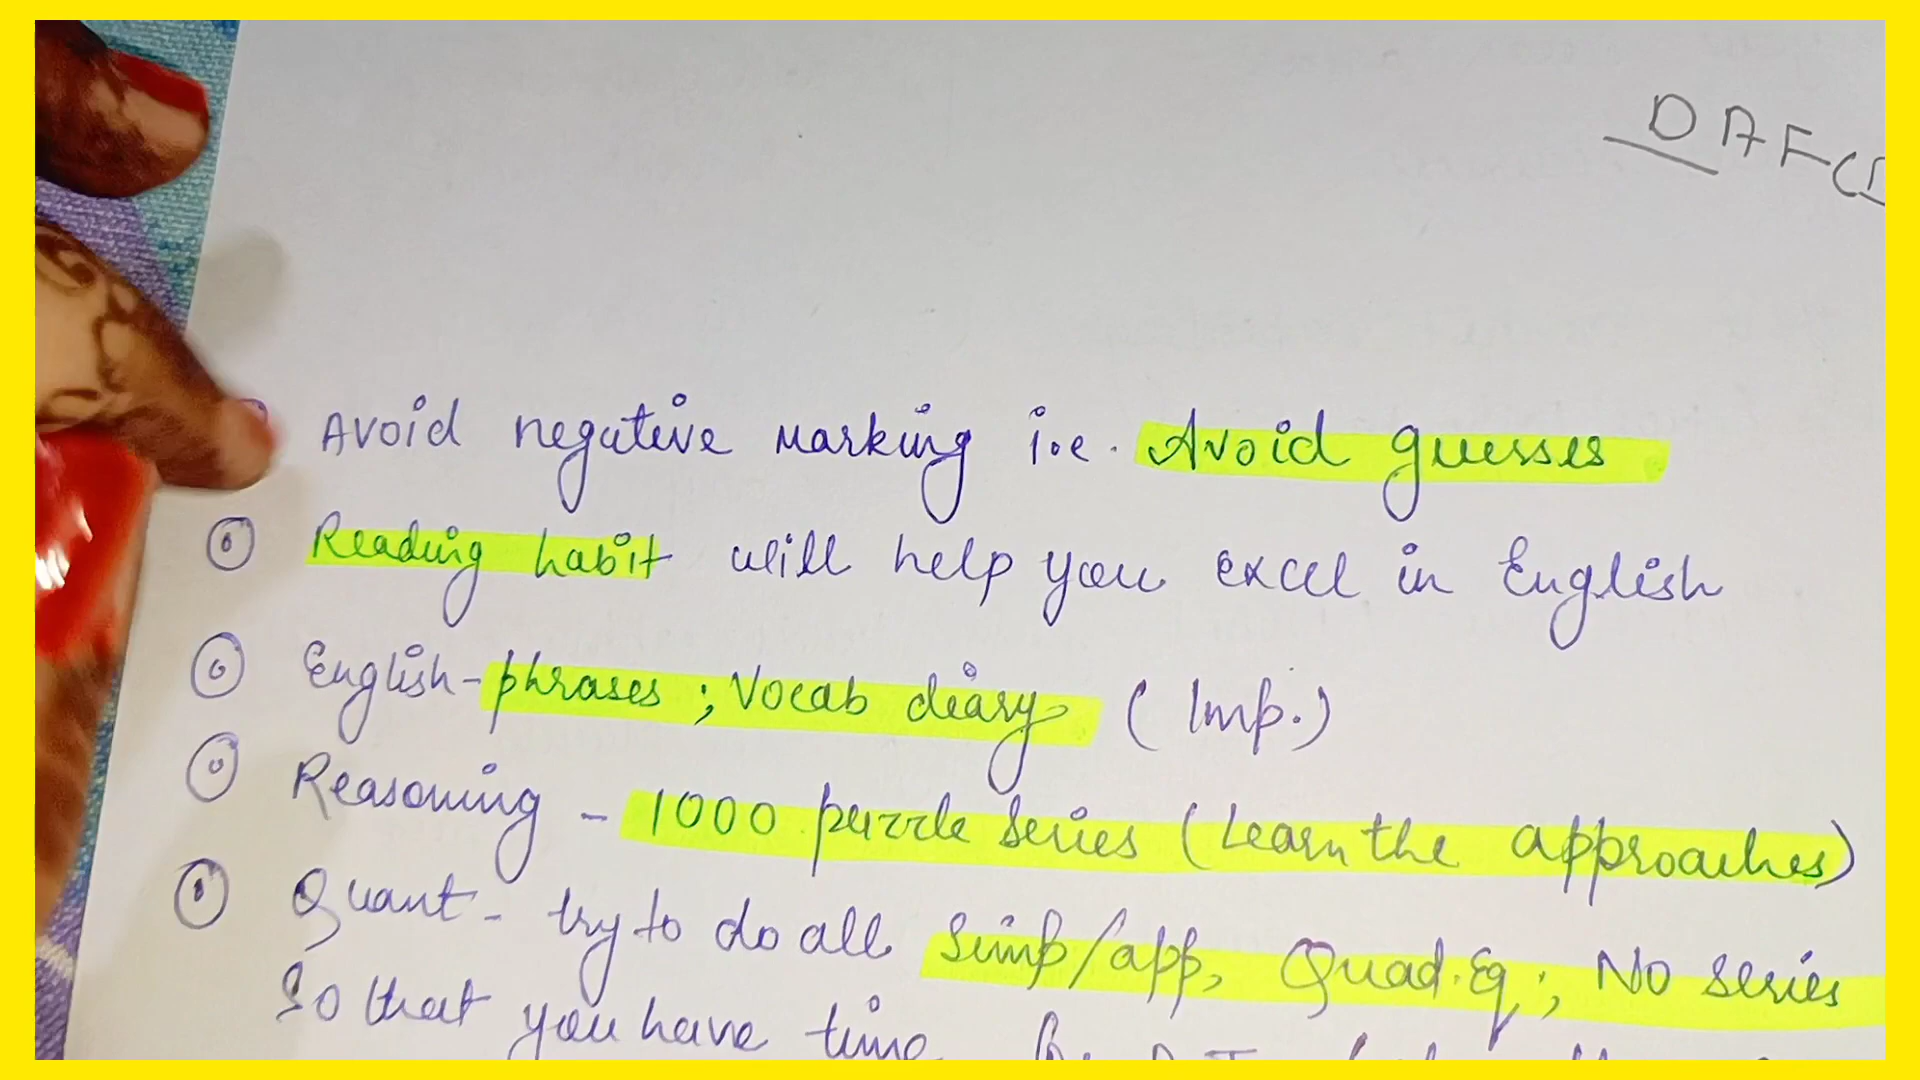 DAF
Avoid negative marking i.e. Avoid guesses
Reading habit will help you excel in English
English - phrases ; Vocab diary (Imp.)
Reasoning - 1000 puzzle series (Learn the approaches)
Quant - try to do all Simp/app, Quad. Eq ; No series
So that you have time